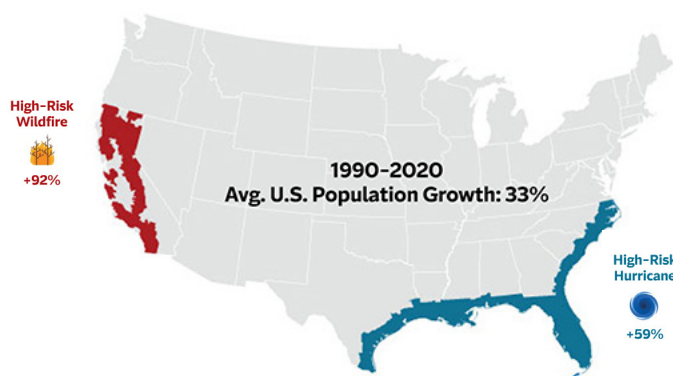 High-Risk
Wildfire
+92%
1990-2020
Avg. U.S. Population Growth: 33%
High-Risk
Hurricane
+59%